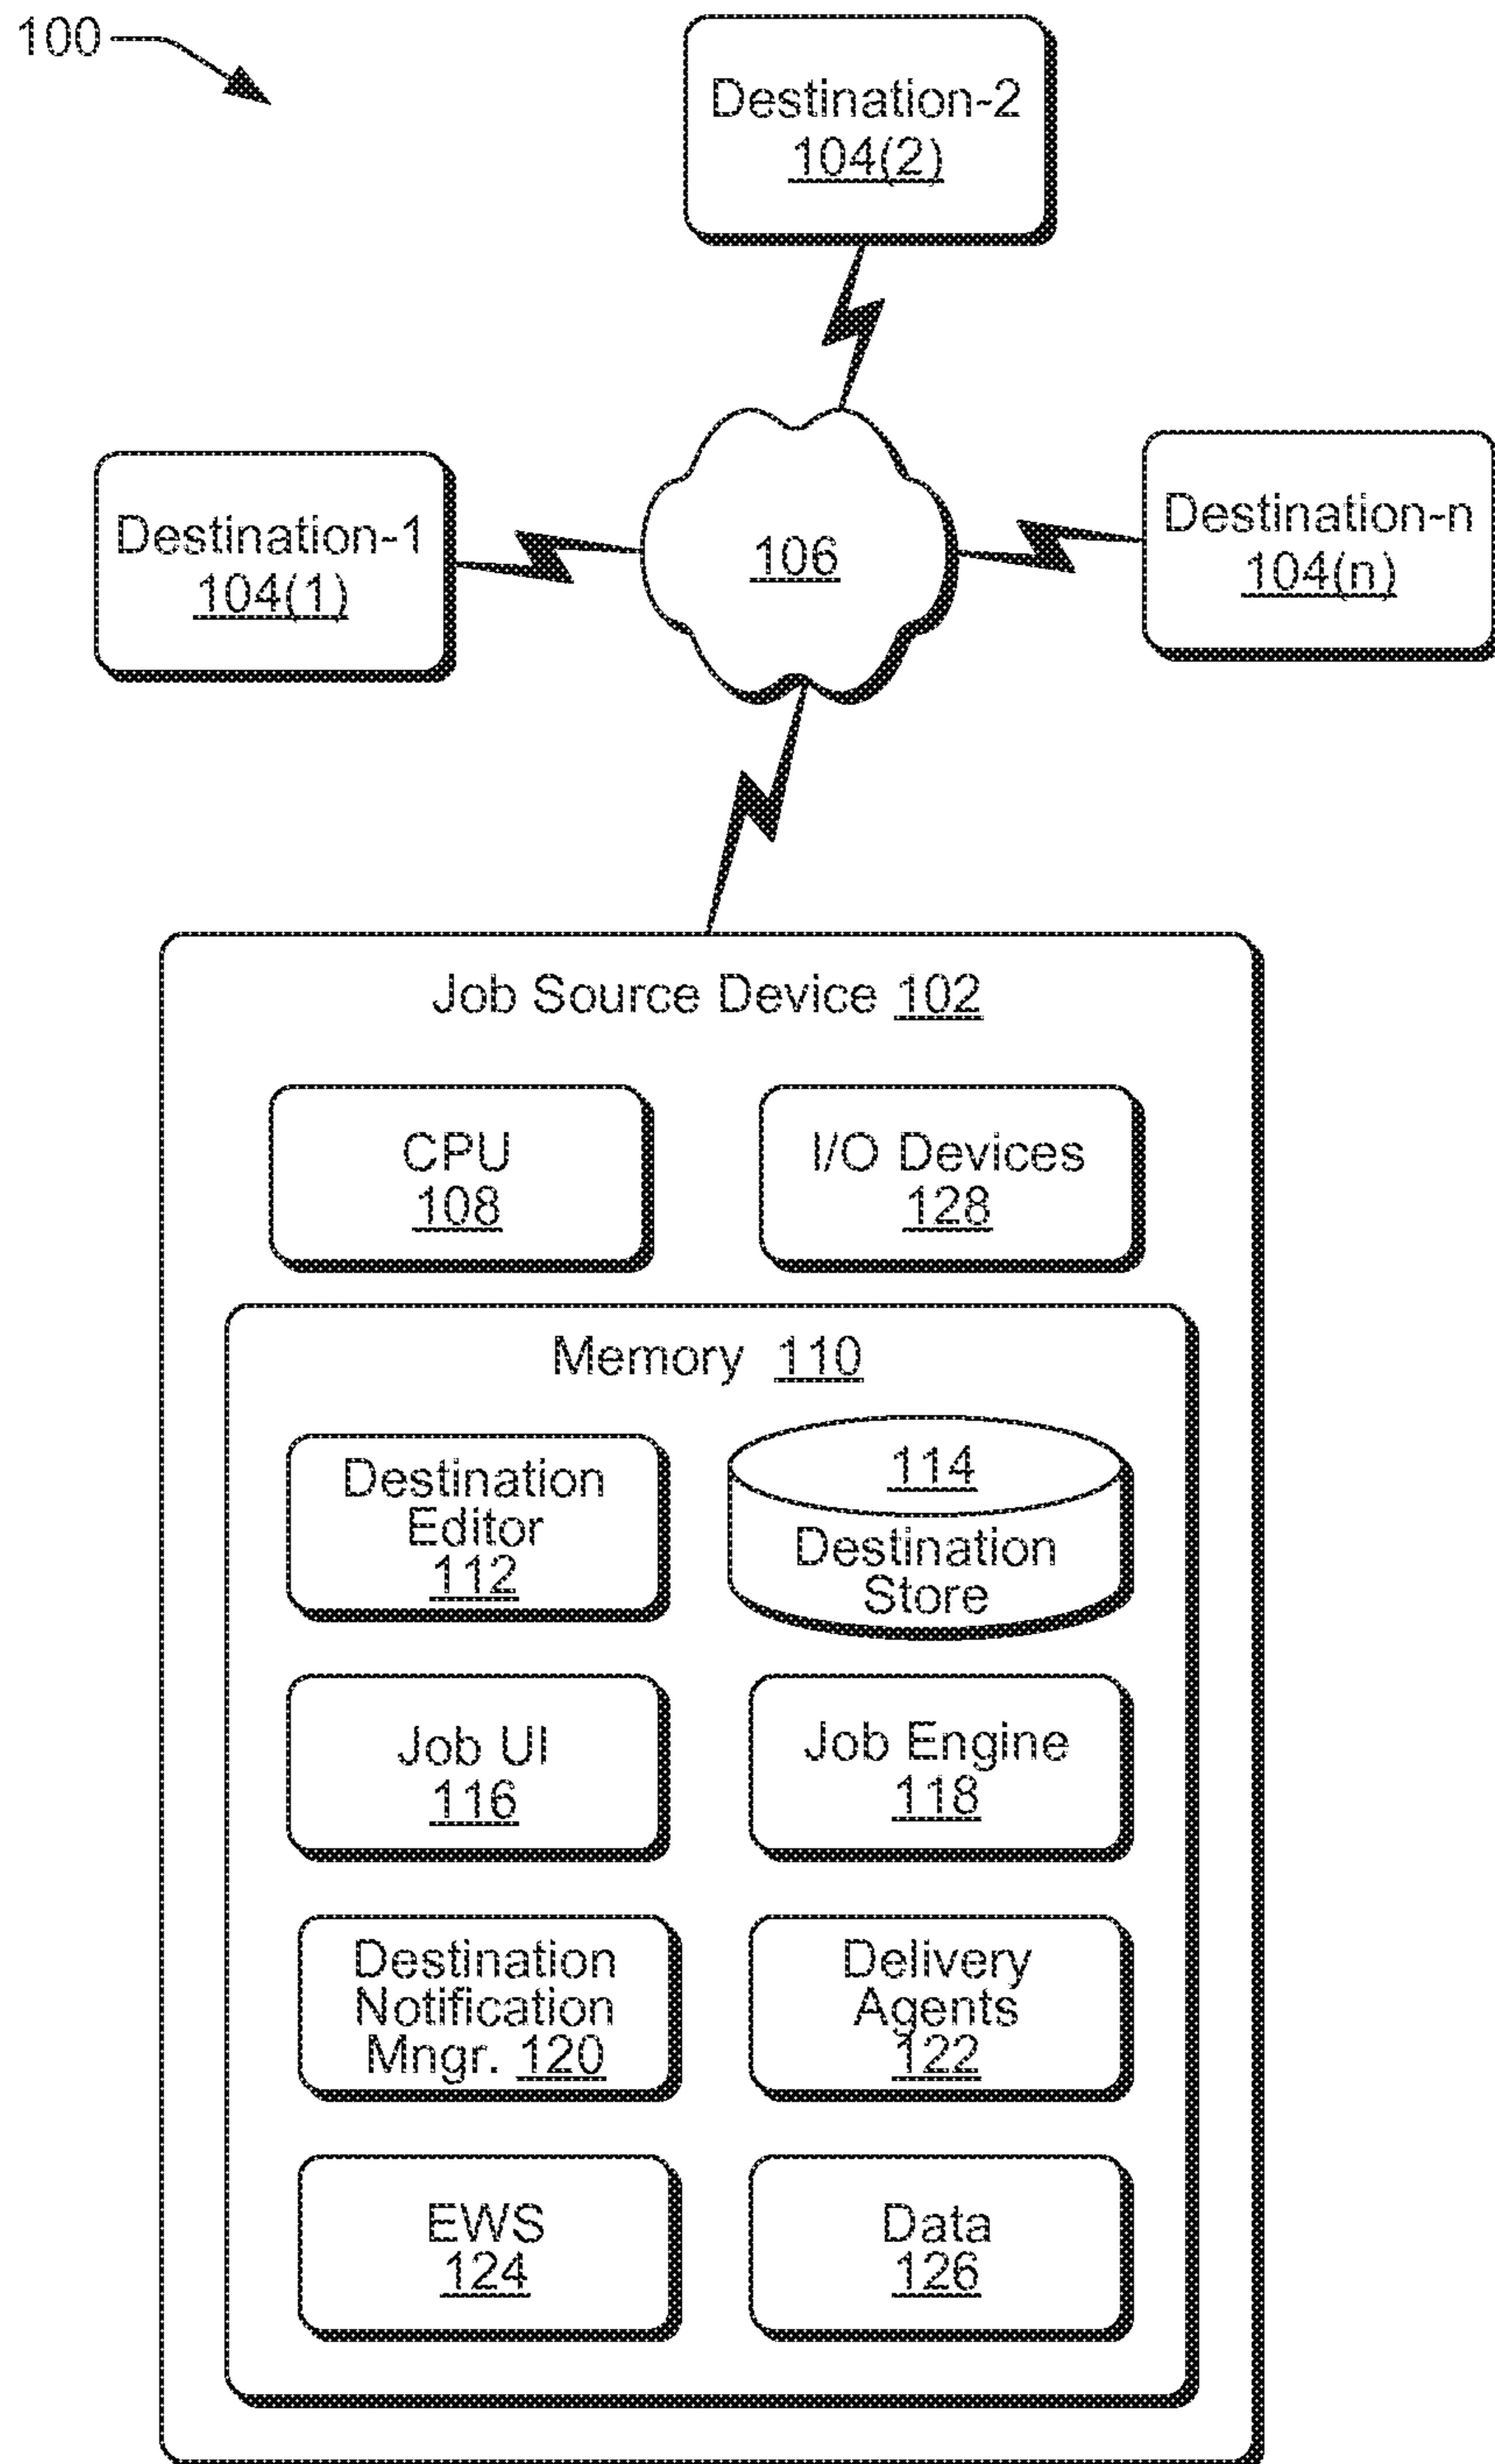 100
Destination-2
104(2)
Destination-1
104(1)
106
Destination-n
104(n)
Job Source Device 102
CPU
108
I/O Devices
128
Memory 110
Destination
Editor
112
114
Destination
Store
Job UI
116
Job Engine
118
Destination
Notification
Mngr. 120
Delivery
Agents
122
EWS
124
Data
126